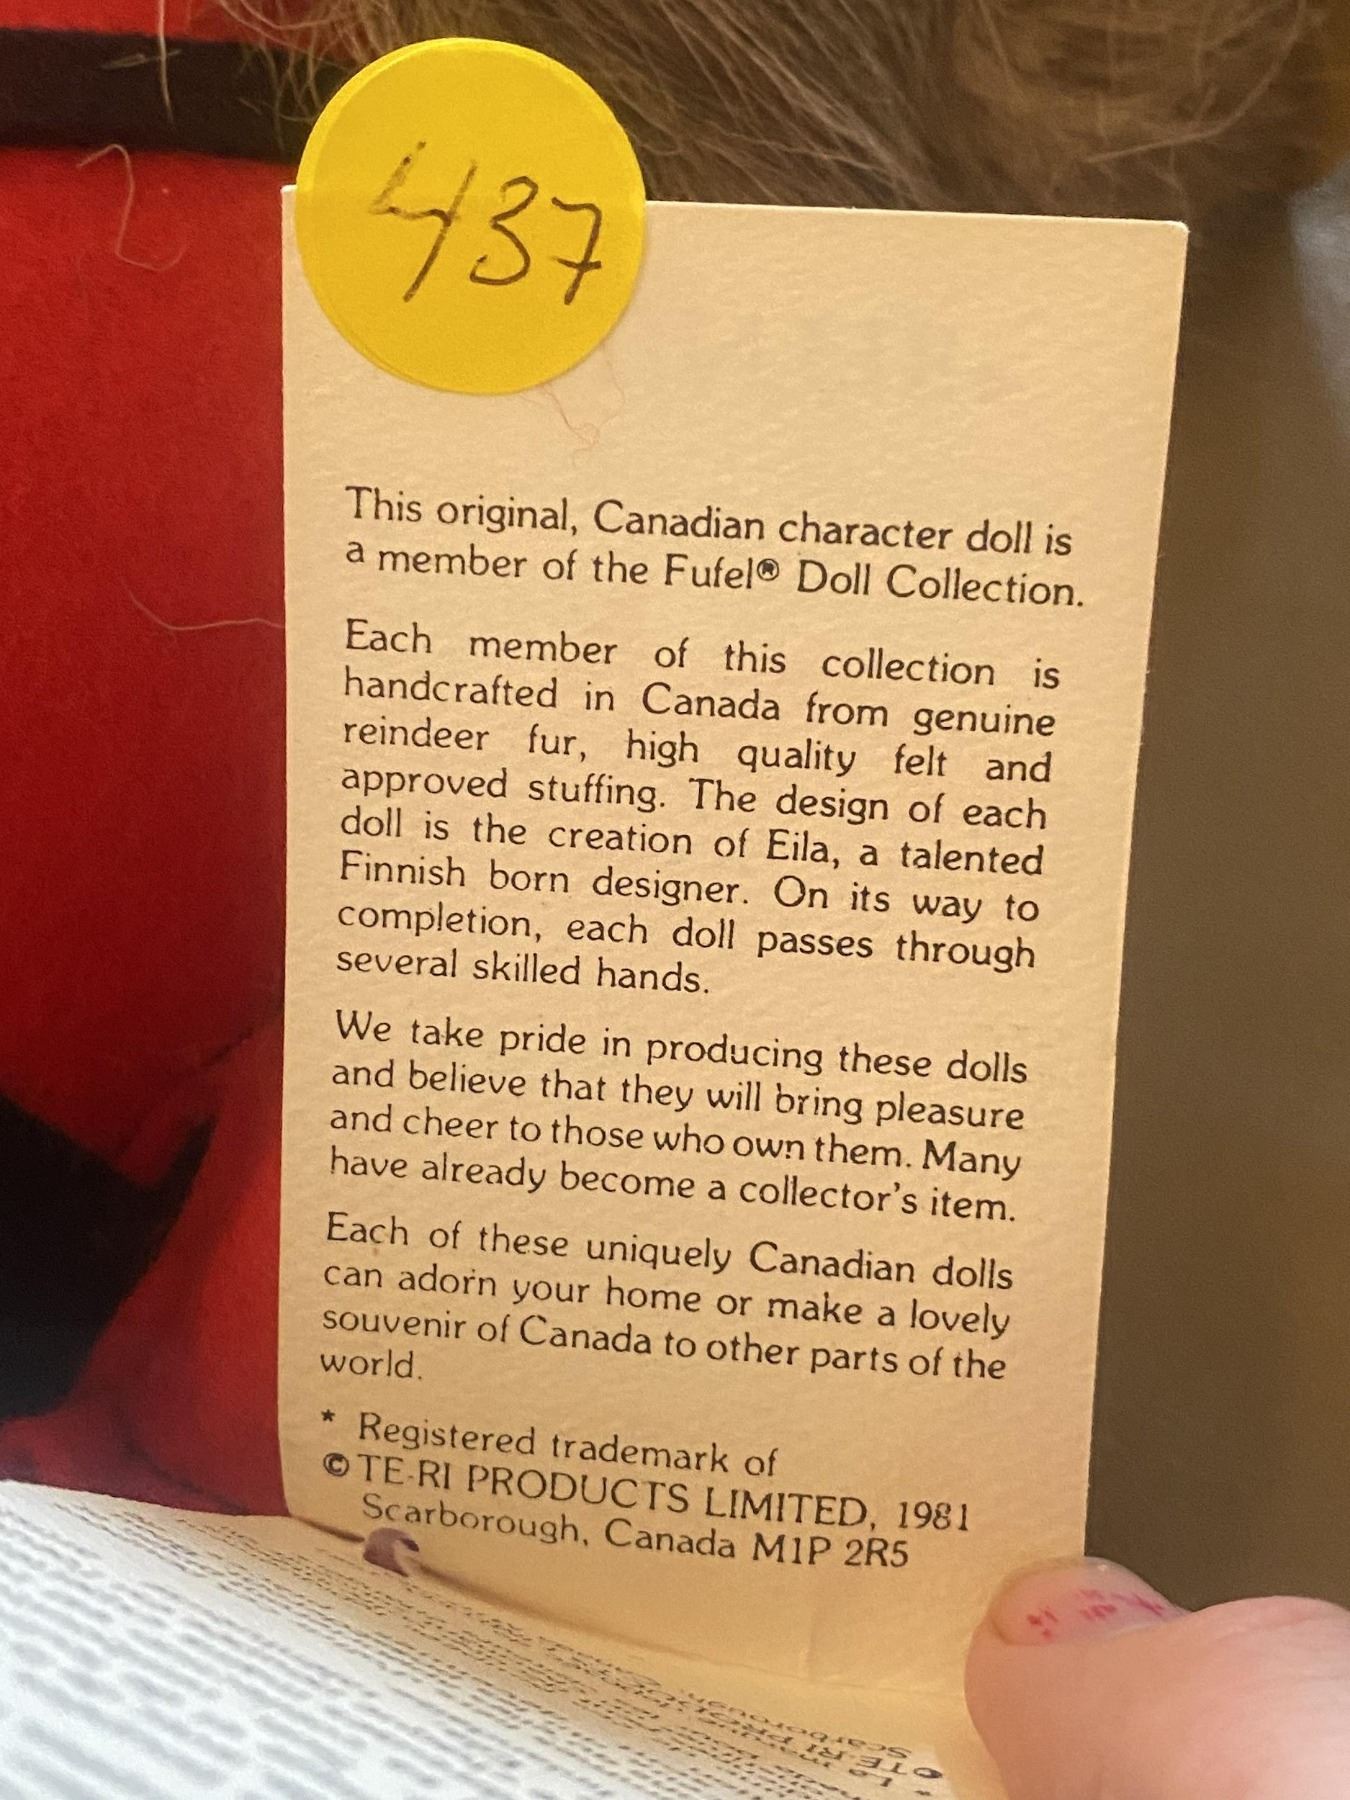 437
This original, Canadian character doll is
a member of the Fufel® Doll Collection.
Each member of this collection is
handcrafted in Canada from genuine
reindeer fur, high quality felt and
approved stuffing. The design of each
doll is the creation of Eila, a talented
Finnish born designer. On its way to
completion, each doll passes through
several skilled hands.
We take pride in producing these dolls
and believe that they will bring pleasure
and cheer to those who own them. Many
have already become a collector's item.
Each of these uniquely Canadian dolls
can adorn your home or make a lovely
souvenir of Canada to other parts of the
world.
* Registered trademark of
© TE-RI PRODUCTS LIMITED, 1981
Scarborough, Canada M1P 2R5